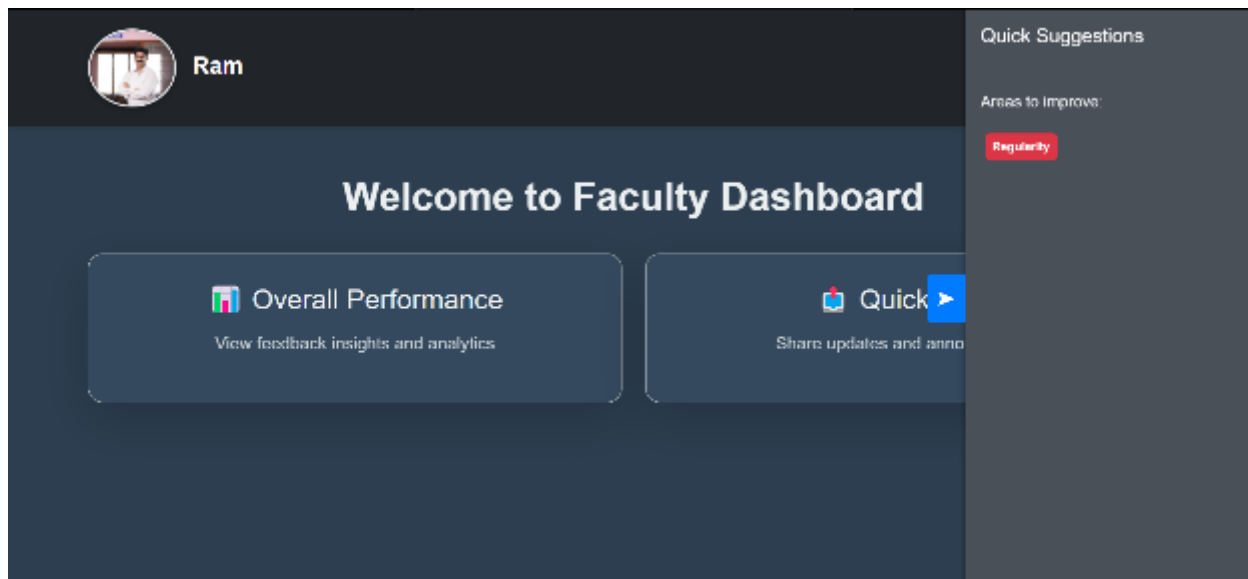 Ram
Welcome to Faculty Dashboard
Overall Performance
View feedback insights and analytics
Quick
Share updates and anno
Quick Suggestions
Areas to improve:
Regularity